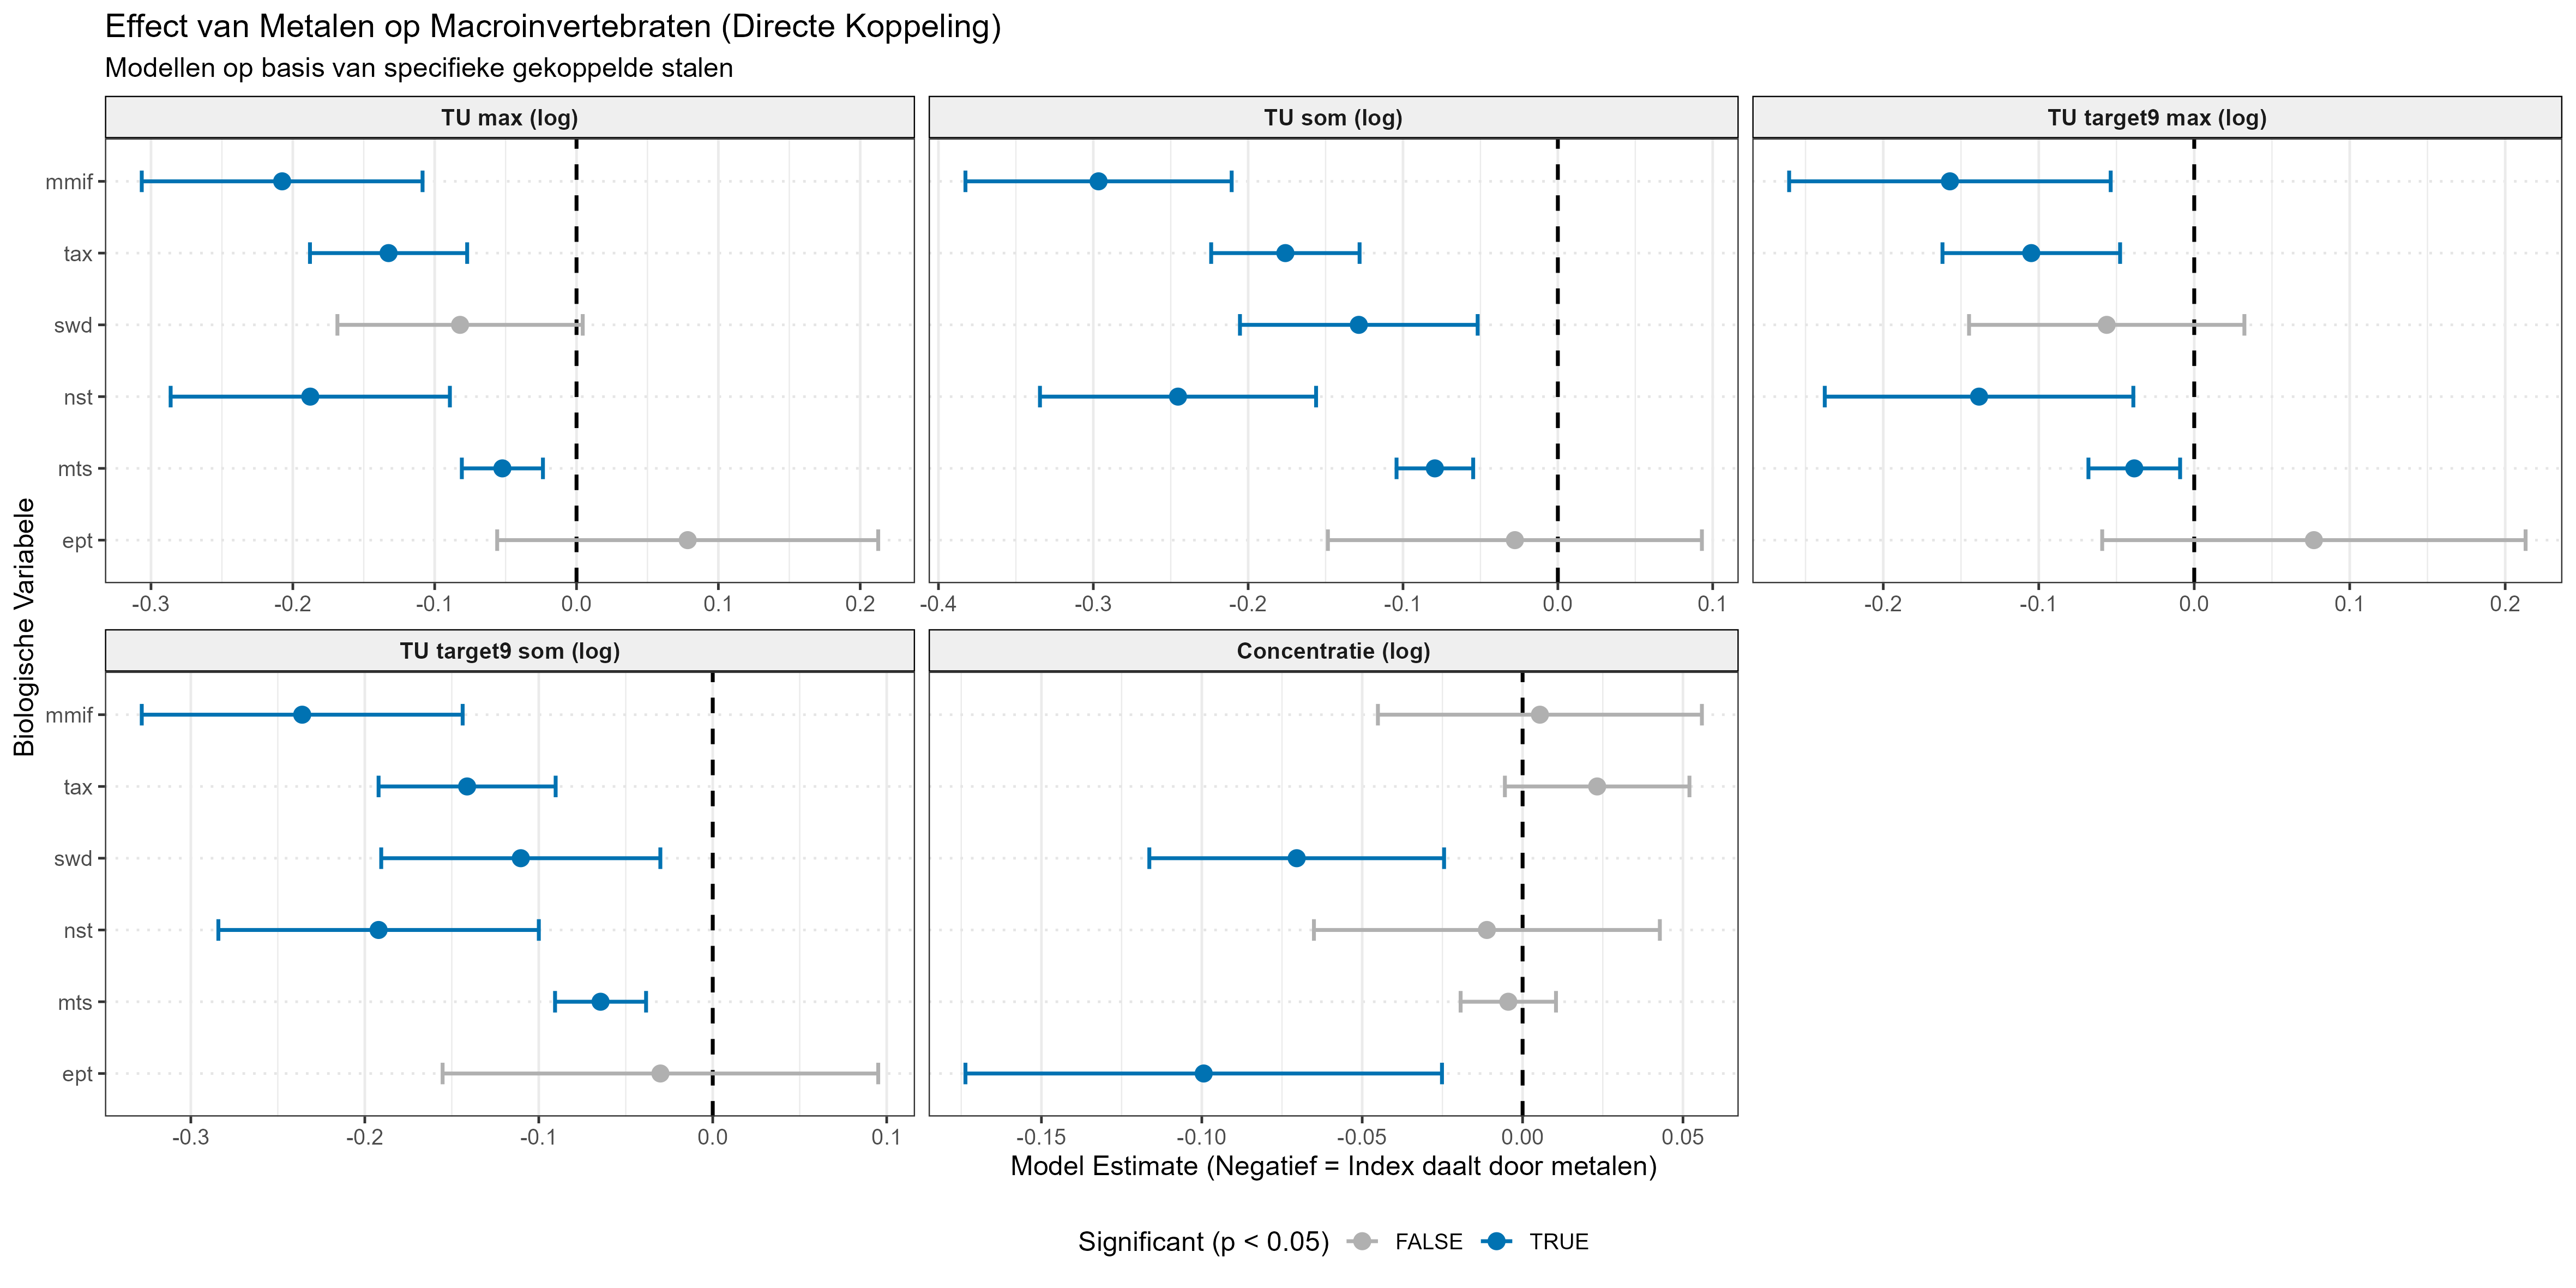 Effect van Metalen op Macroinvertebraten (Directe Koppeling)
Modellen op basis van specifieke gekoppelde stalen
TU max (log)
TU som (log)
TU target9 max (log)
mmif
tax
swd
nst
mts
ept
-0.3 -0.2 -0.1 0.0 0.1 0.2
-0.4 -0.3 -0.2 -0.1 0.0 0.1
-0.2 -0.1 0.0 0.1 0.2
Biologische Variabele
TU target9 som (log)
Concentratie (log)
mmif
tax
swd
nst
mts
ept
-0.3 -0.2 -0.1 0.0 0.1
-0.15 -0.10 -0.05 0.00 0.05
Model Estimate (Negatief = Index daalt door metalen)
Significant (p < 0.05) FALSE TRUE